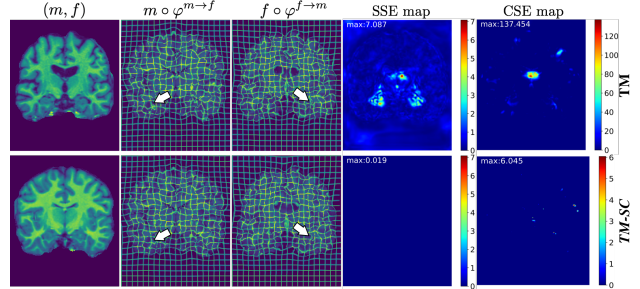 (m, f) m ∘ φ^{m→f} f ∘ φ^{f→m} SSE map CSE map
max:7.087 max:137.454
7 6 5 4 3 2 1 0
120 100 80 60 40 20 0
TM
max:0.019 max:6.045
7 6 5 4 3 2 1 0
6 5 4 3 2 1 0
TM-SC